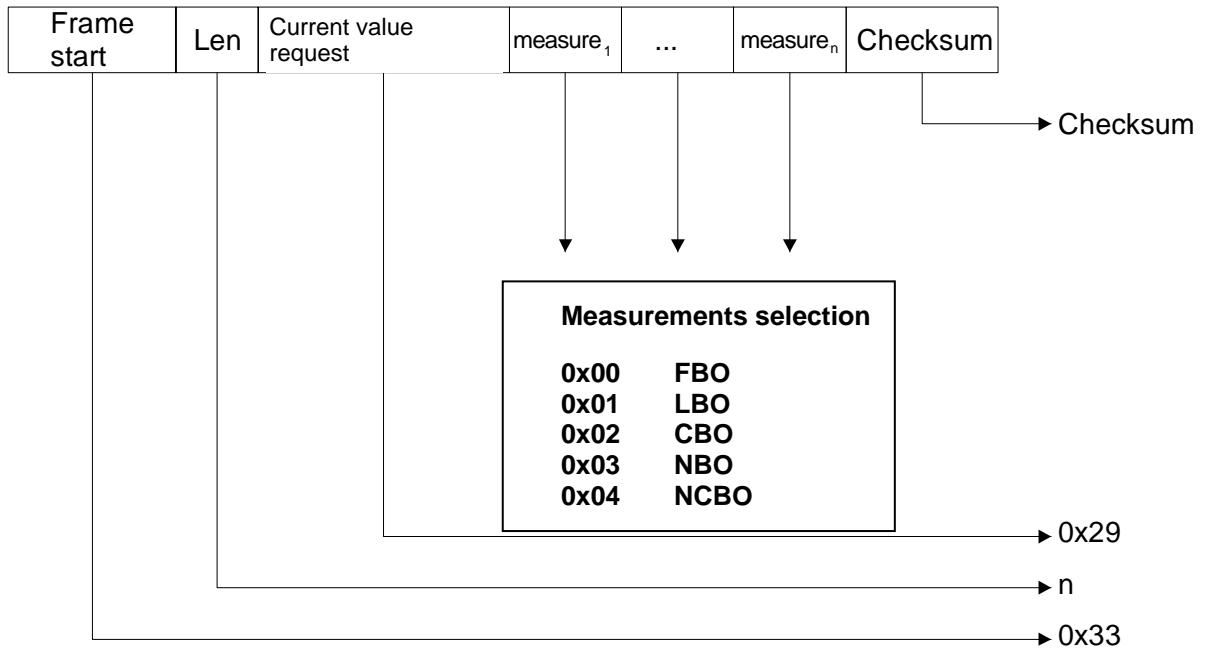 Frame
start
Len
Current value
request
measure1
...
measuren
Checksum
Checksum
Measurements selection
0x00 FBO
0x01 LBO
0x02 CBO
0x03 NBO
0x04 NCBO
0x29
n
0x33